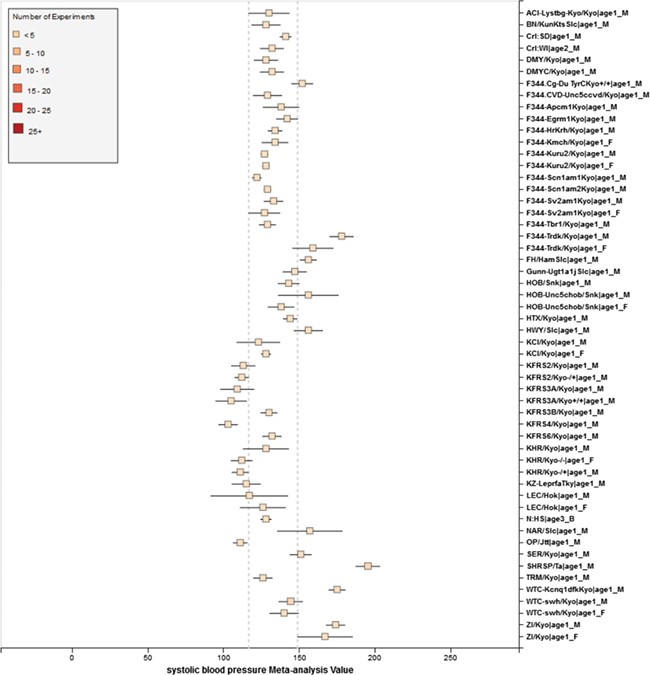 Number of Experiments
<5
5 - 10
10 - 15
15 - 20
20 - 25
25+
ACI-Lystbg-Kyo/Kyo|age1_M
BN/KunKtsSlc|age1_M
Crl:SD|age1_M
Crl:WI|age2_M
DMY/Kyo|age1_M
DMYC/Kyo|age1_M
F344.Cg-Du TyrCKyo+/+|age1_M
F344.CVD-Unc5ccvd/Kyo|age1_M
F344-Apcm1Kyo|age1_M
F344-Egrm1Kyo|age1_M
F344-HrKrh/Kyo|age1_M
F344-Kmch/Kyo|age1_F
F344-Kuru2/Kyo|age1_M
F344-Kuru2/Kyo|age1_F
F344-Scn1am1Kyo|age1_M
F344-Scn1am2Kyo|age1_M
F344-Sv2am1Kyo|age1_M
F344-Sv2am1Kyo|age1_F
F344-Tbr1/Kyo|age1_M
F344-Trdk/Kyo|age1_M
F344-Trdk/Kyo|age1_F
FH/HamSlc|age1_M
Gunn-Ugt1a1jSlc|age1_M
HOB/Snk|age1_M
HOB-Unc5chob/Snk|age1_M
HOB-Unc5chob/Snk|age1_F
HTX/Kyo|age1_M
HWY/Slc|age1_M
KCI/Kyo|age1_M
KCI/Kyo|age1_F
KFRS2/Kyo|age1_M
KFRS2/Kyo-/+|age1_M
KFRS3A/Kyo|age1_M
KFRS3A/Kyo+/+|age1_M
KFRS3B/Kyo|age1_M
KFRS4/Kyo|age1_M
KFRS6/Kyo|age1_M
KHR/Kyo|age1_M
KHR/Kyo-/-|age1_F
KHR/Kyo-/+|age1_M
KZ-LeprfaTky|age1_M
LEC/Hok|age1_M
LEC/Hok|age1_F
N:HS|age3_B
NAR/Slc|age1_M
OP/Jtt|age1_M
SER/Kyo|age1_M
SHRSP/Ta|age1_M
TRM/Kyo|age1_M
WTC-Kcnq1dfkKyo|age1_M
WTC-swh/Kyo|age1_M
WTC-swh/Kyo|age1_F
ZI/Kyo|age1_M
ZI/Kyo|age1_F
0 50 100 150 200 250
systolic blood pressure Meta-analysis Value